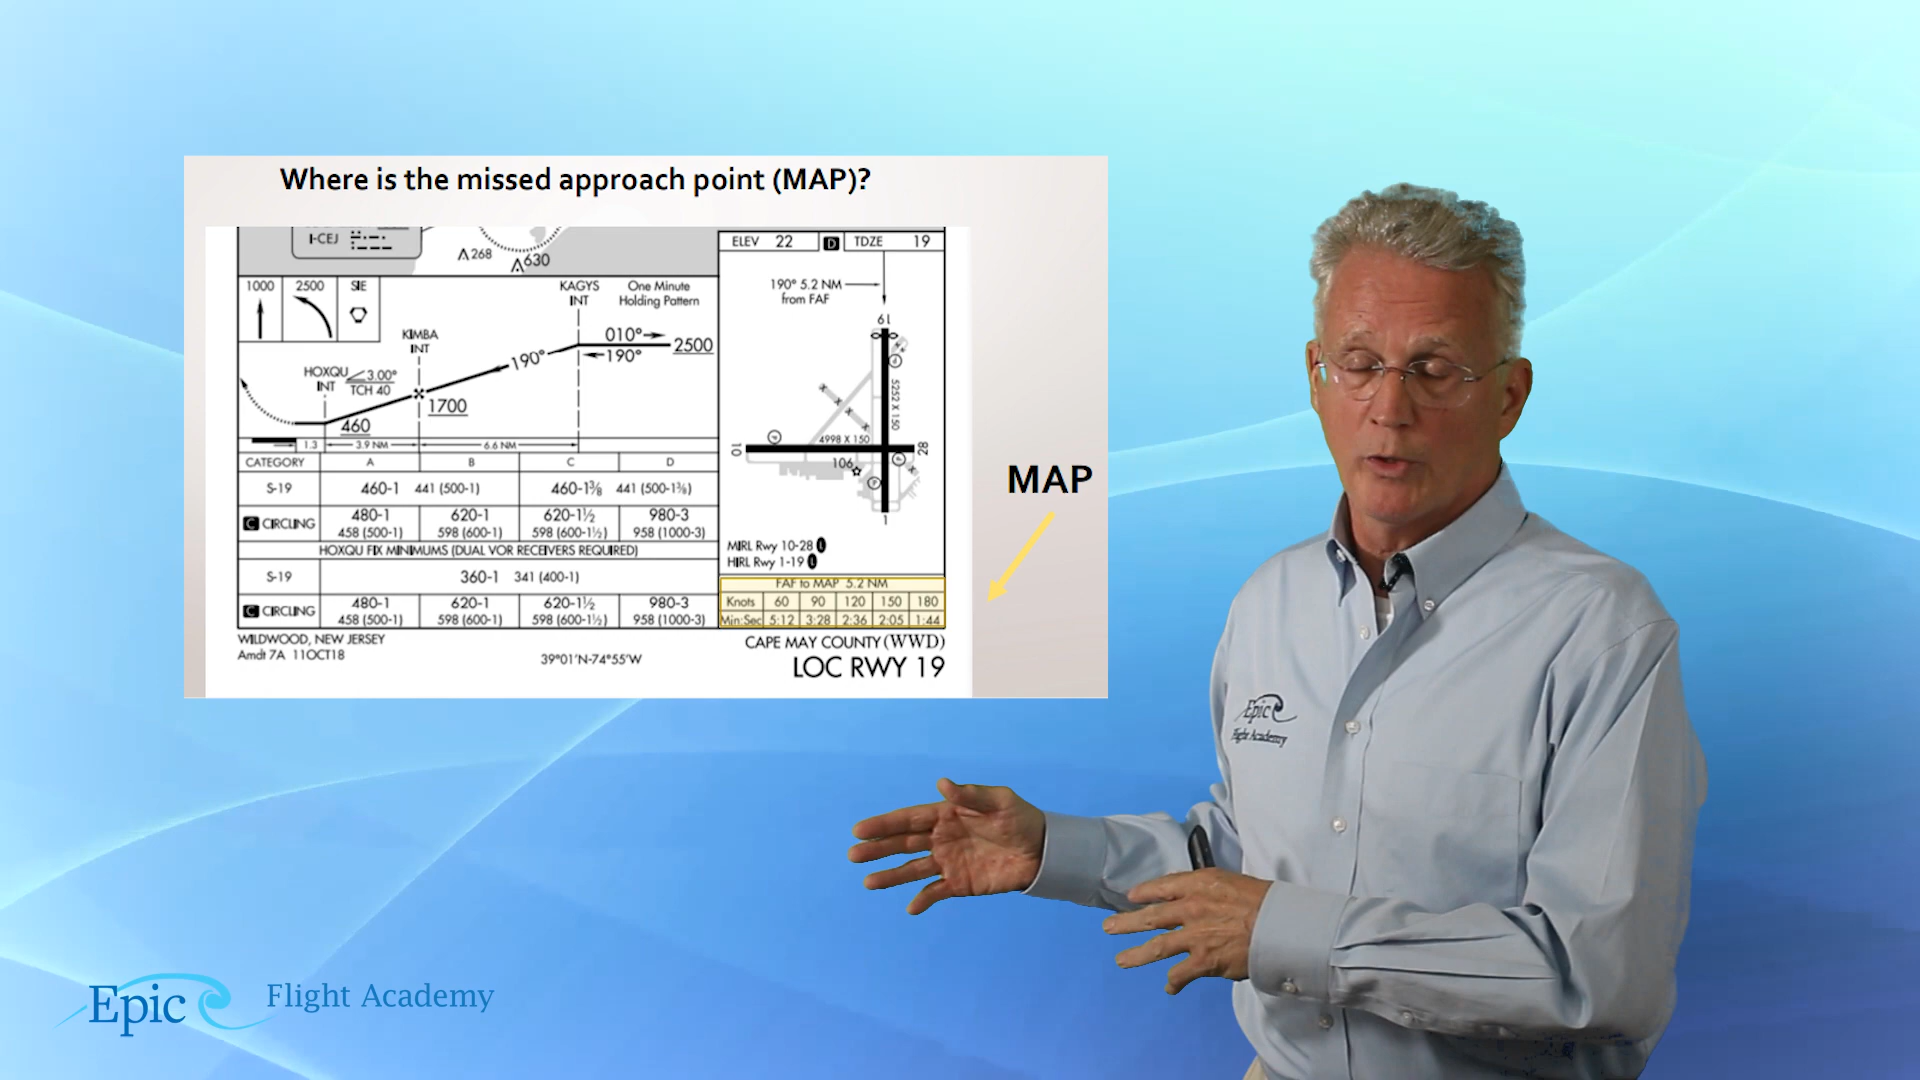 Where is the missed approach point (MAP)?
I-CEJ
268
630
1000 2500 SIE
KAGYS INT
One Minute Holding Pattern
010°
2500
190°
KIMBA INT
190°
HOXQU INT
3.00°
TCH 40
1700
460
1.3 3.9 NM 6.6 NM
CATEGORY A B C D
S-19 460-1 441 (500-1) 460-1⅜ 441 (500-1⅜)
C CIRCLING 480-1 620-1 620-1½ 980-3
458 (500-1) 598 (600-1) 598 (600-1½) 958 (1000-3)
HOXQU FIX MINIMUMS (DUAL VOR RECEIVERS REQUIRED)
S-19 360-1 341 (400-1)
C CIRCLING 480-1 620-1 620-1½ 980-3
458 (500-1) 598 (600-1) 598 (600-1½) 958 (1000-3)
WILDWOOD, NEW JERSEY
Amdt 7A 11OCT18
39°01'N-74°55'W
ELEV 22 D TDZE 19
190° 5.2 NM
from FAF
19
5252 X 150
4998 X 150
10
28
106
1
MIRL Rwy 10-28 L
HIRL Rwy 1-19 L
FAF to MAP 5.2 NM
Knots 60 90 120 150 180
Min:Sec 5:12 3:28 2:36 2:05 1:44
CAPE MAY COUNTY (WWD)
LOC RWY 19
MAP
Epic
Flight Academy
Epic Flight Academy